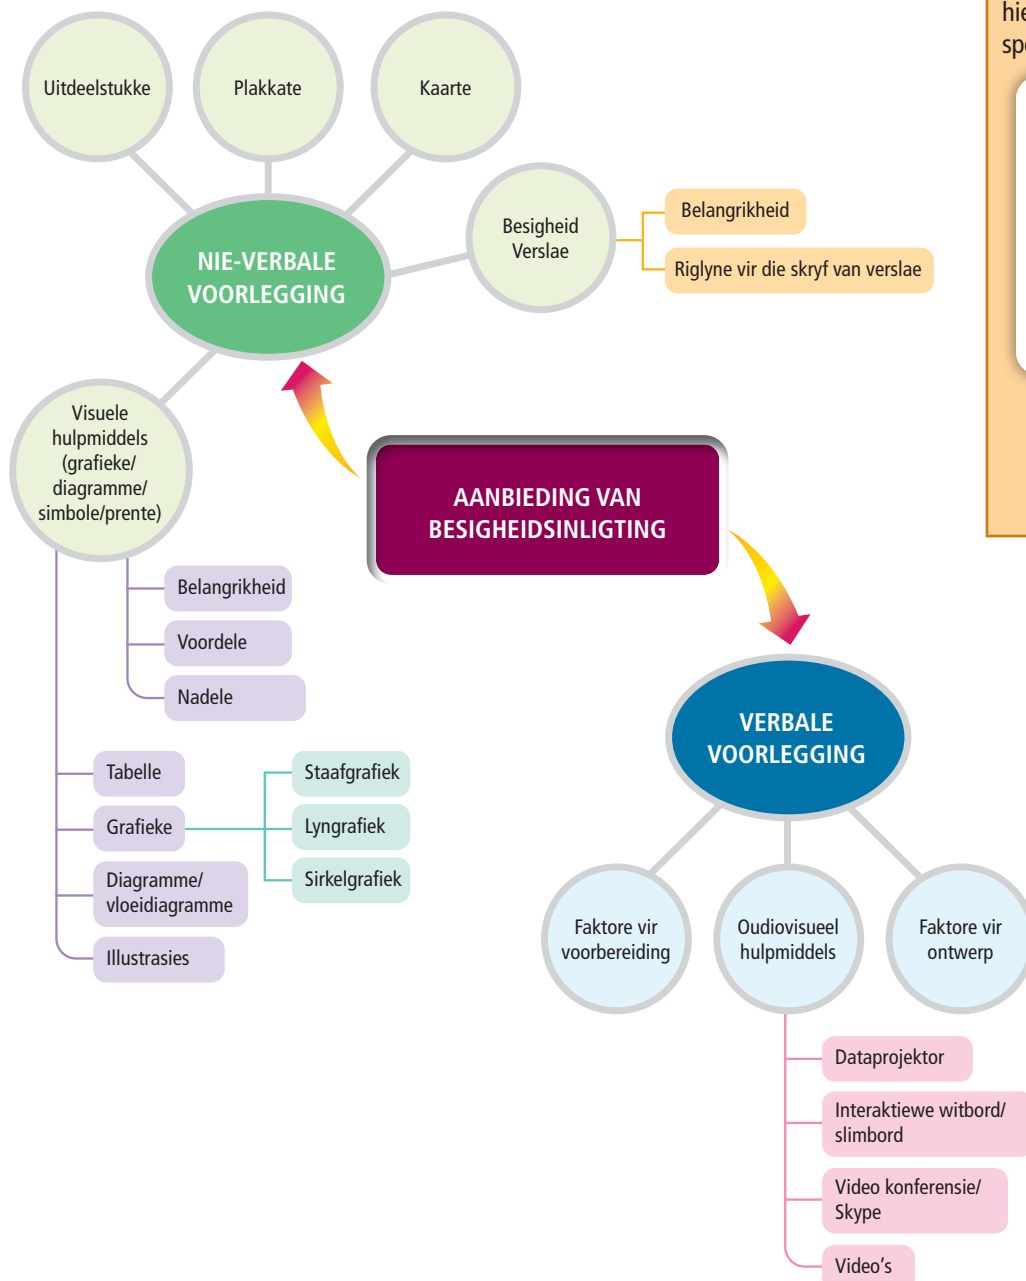 hie
spe
Uitdeelstukke
Plakkate
Kaarte
Besigheid
Verslae
Belangrikheid
Riglyne vir die skryf van verslae
NIE-VERBALE
VOORLEGGING
Visuele
hulpmiddels
(grafieke/
diagramme/
simbole/prente)
AANBIEDING VAN
BESIGHEIDSINLIGTING
Belangrikheid
Voordele
Nadele
Tabelle
Grafieke
Diagramme/
vloeidiagramme
Illustrasies
Staafgrafiek
Lyngrafiek
Sirkelgrafiek
VERBALE
VOORLEGGING
Faktore vir
voorbereiding
Oudiovisueel
hulpmiddels
Faktore vir
ontwerp
Dataprojektor
Interaktiewe witbord/
slimbord
Video konferensie/
Skype
Video's